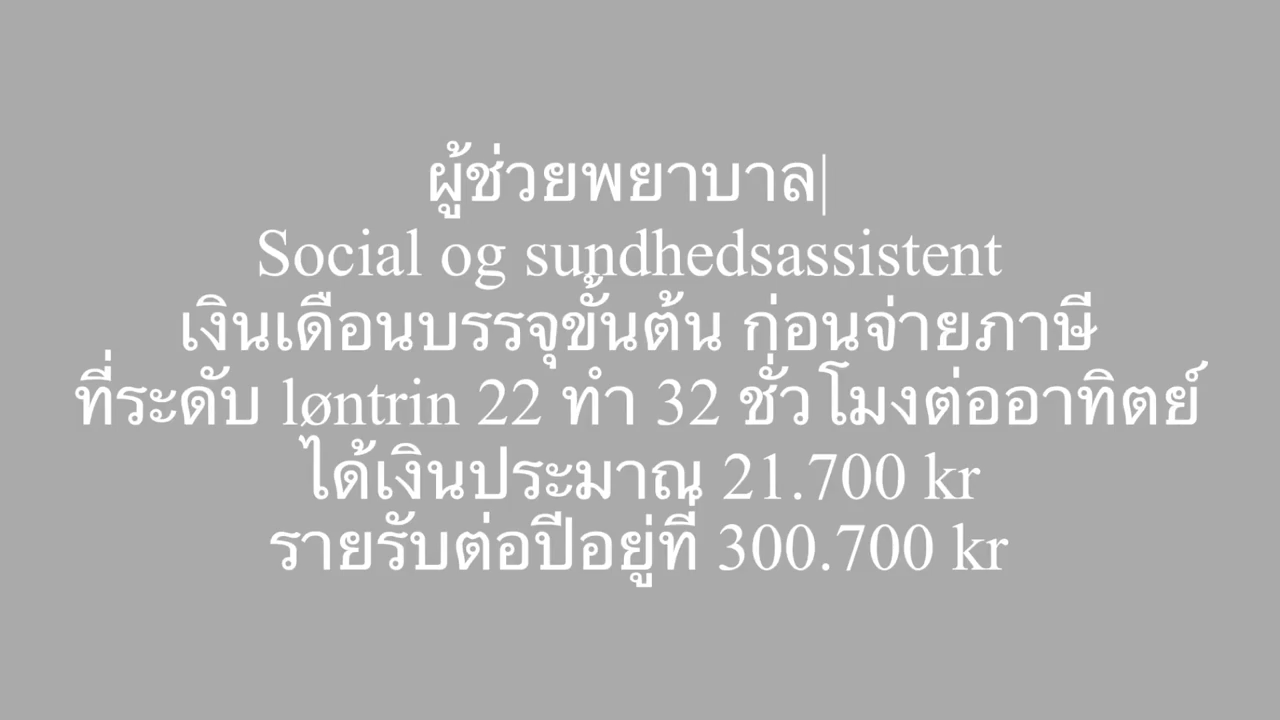 ผู้ช่วยพยาบาล|
Social og sundhedsassistent
เงินเดือนบรรจุขั้นต้น ก่อนจ่ายภาษี
ที่ระดับ løntrin 22 ทำ 32 ชั่วโมงต่ออาทิตย์
ได้เงินประมาณ 21.700 kr
รายรับต่อปีอยู่ที่ 300.700 kr